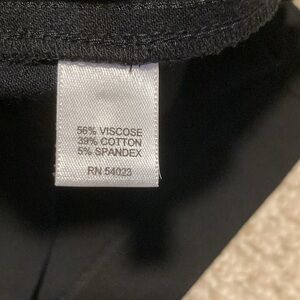 56% VISCOSE
39% COTTON
5% SPANDEX
RN 54023